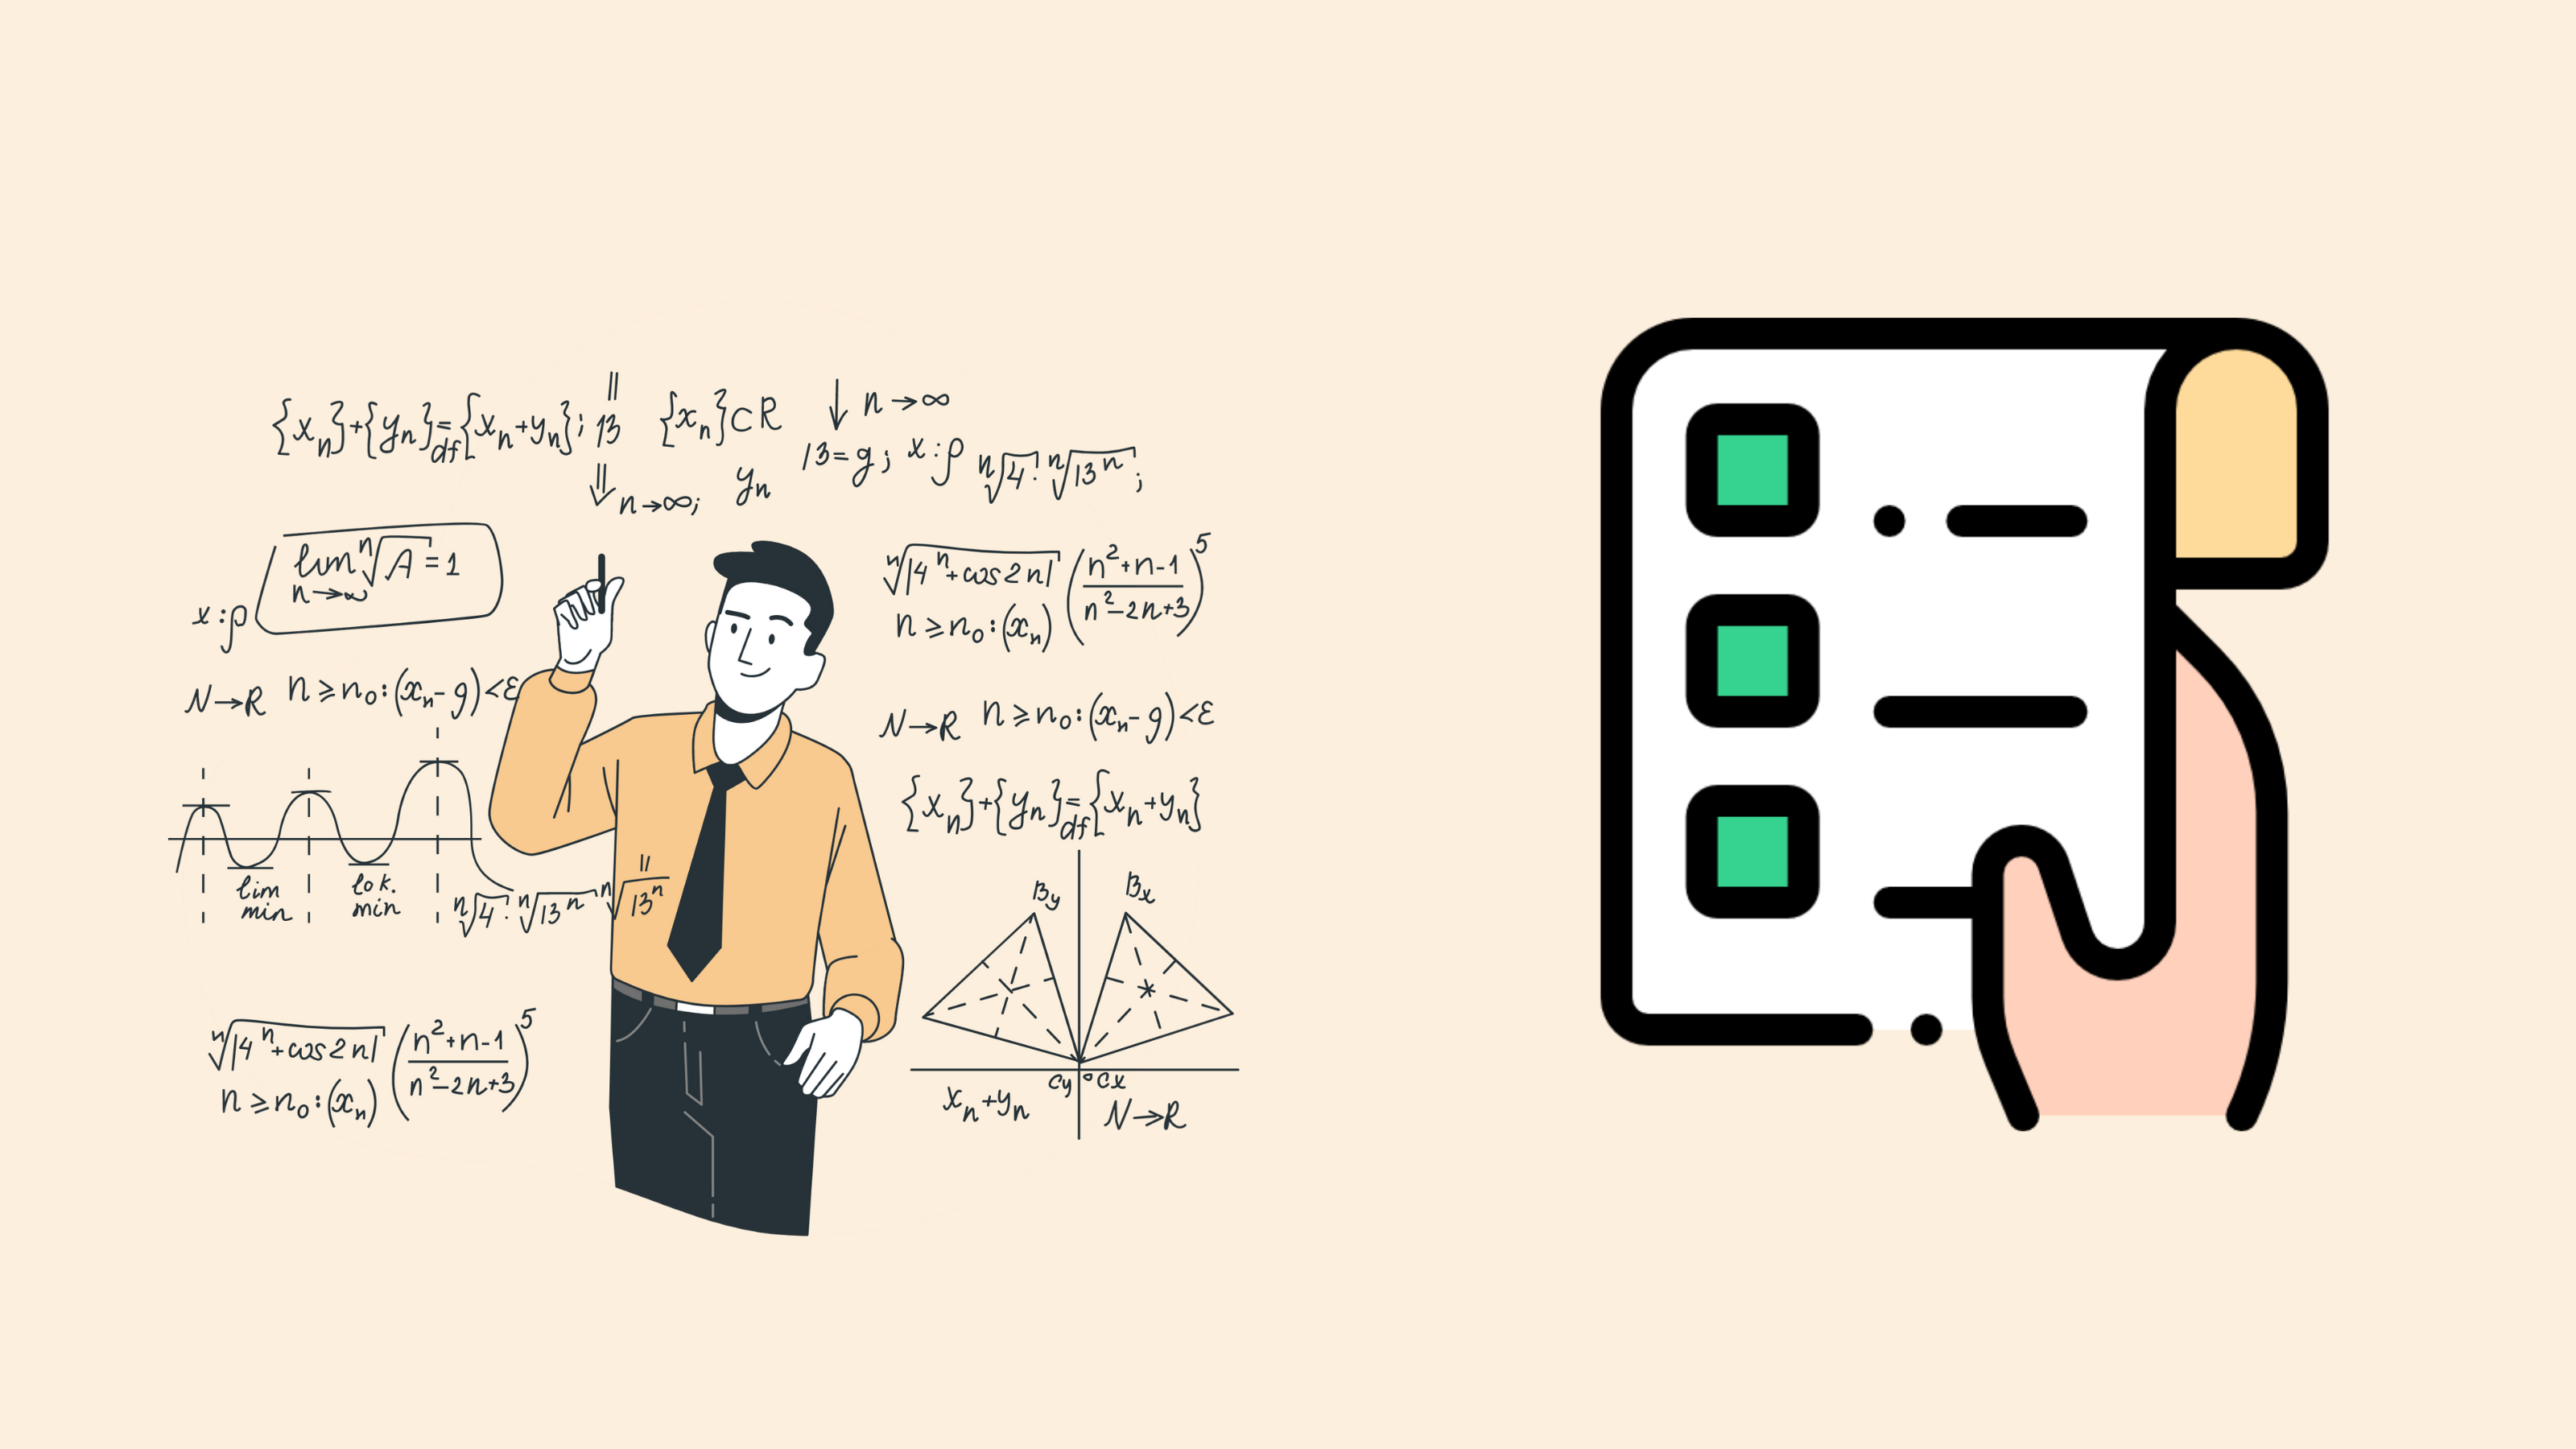 {xₙ}+{yₙ}=df{xₙ+yₙ}; 13
{xₙ}⊂R
↓ n→∞
13=g; x:ρ ⁿ√4: ⁿ√13ⁿ;
⇓ n→∞;
yₙ
lim ⁿ√A = 1
n→∞
x:ρ
N→R n ≥ n₀: (xₙ- g) < ε
lim min
lok. min
ⁿ√4: ⁿ√13ⁿ
ⁿ√13ⁿ
ⁿ√|4ⁿ+cos2n| (n²+n-1 / n²-2n+3)⁵
n ≥ n₀: (xₙ)
ⁿ√|4ⁿ+cos2n| (n²+n-1 / n²-2n+3)⁵
n ≥ n₀: (xₙ)
N→R n ≥ n₀: (xₙ- g) < ε
{xₙ}+{yₙ}=df{xₙ+yₙ}
By
Bx
Cy
Cx
xₙ+yₙ
N→R